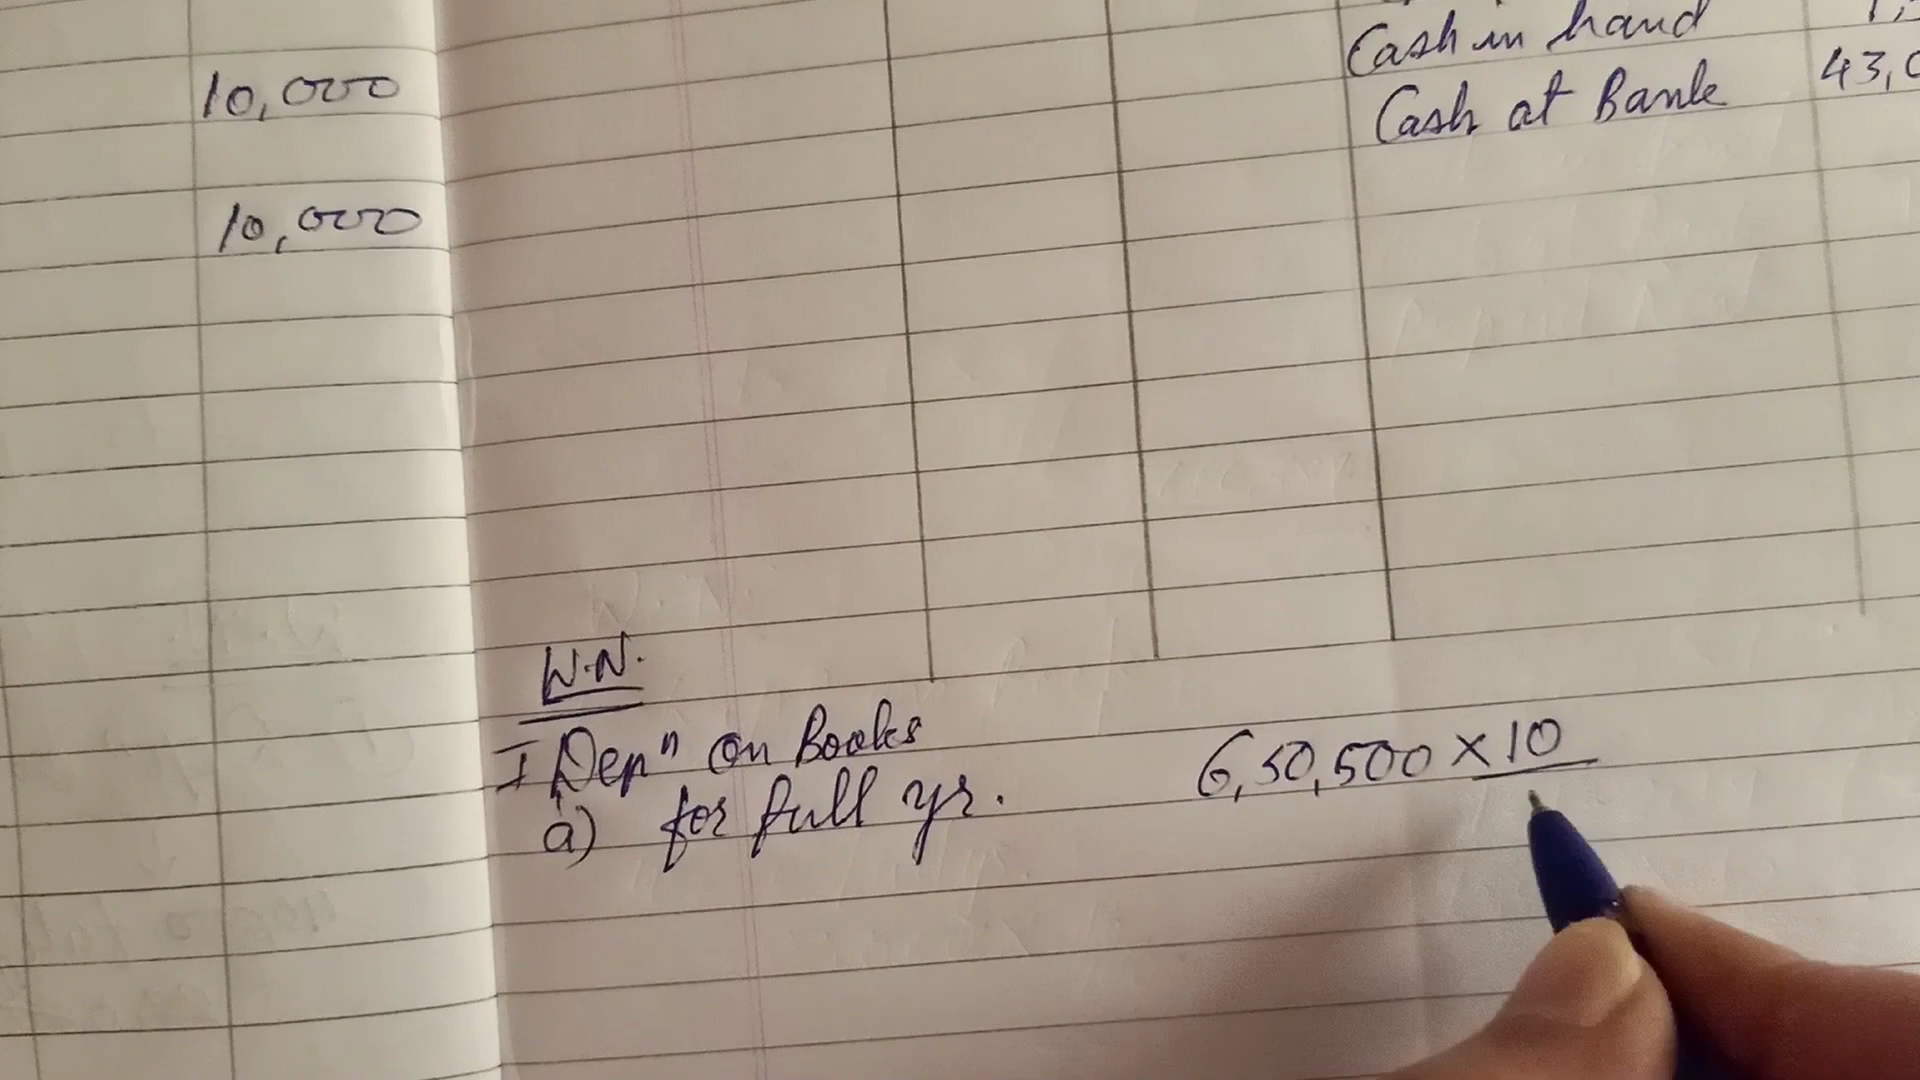 10,000
10,000
Cash in hand
Cash at Bank 43,0
W.N.
I Depn on Books
a) for full yr. 6,50,500 × 10